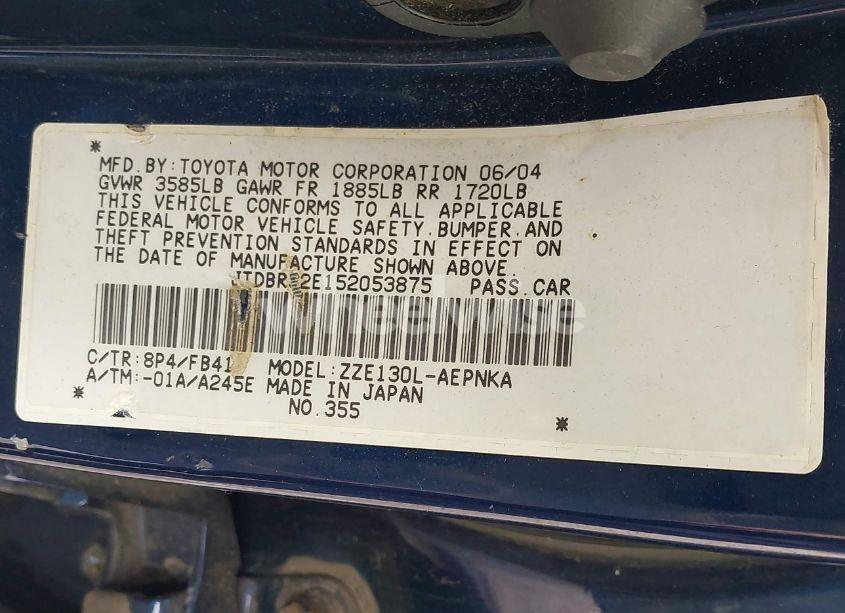 *
MFD.BY:TOYOTA MOTOR CORPORATION 06/04
GVWR 3585LB GAWR FR 1885LB RR 1720LB
THIS VEHICLE CONFORMS TO ALL APPLICABLE
FEDERAL MOTOR VEHICLE SAFETY.BUMPER.AND
THEFT PREVENTION STANDARDS IN EFFECT ON
THE DATE OF MANUFACTURE SHOWN ABOVE.
PASS.CAR
wheelwise
C/TR:8P4/FB41 MODEL:ZZE130L-AEPNKA
A/TM:-01A/A245E MADE IN JAPAN
* NO.355 *